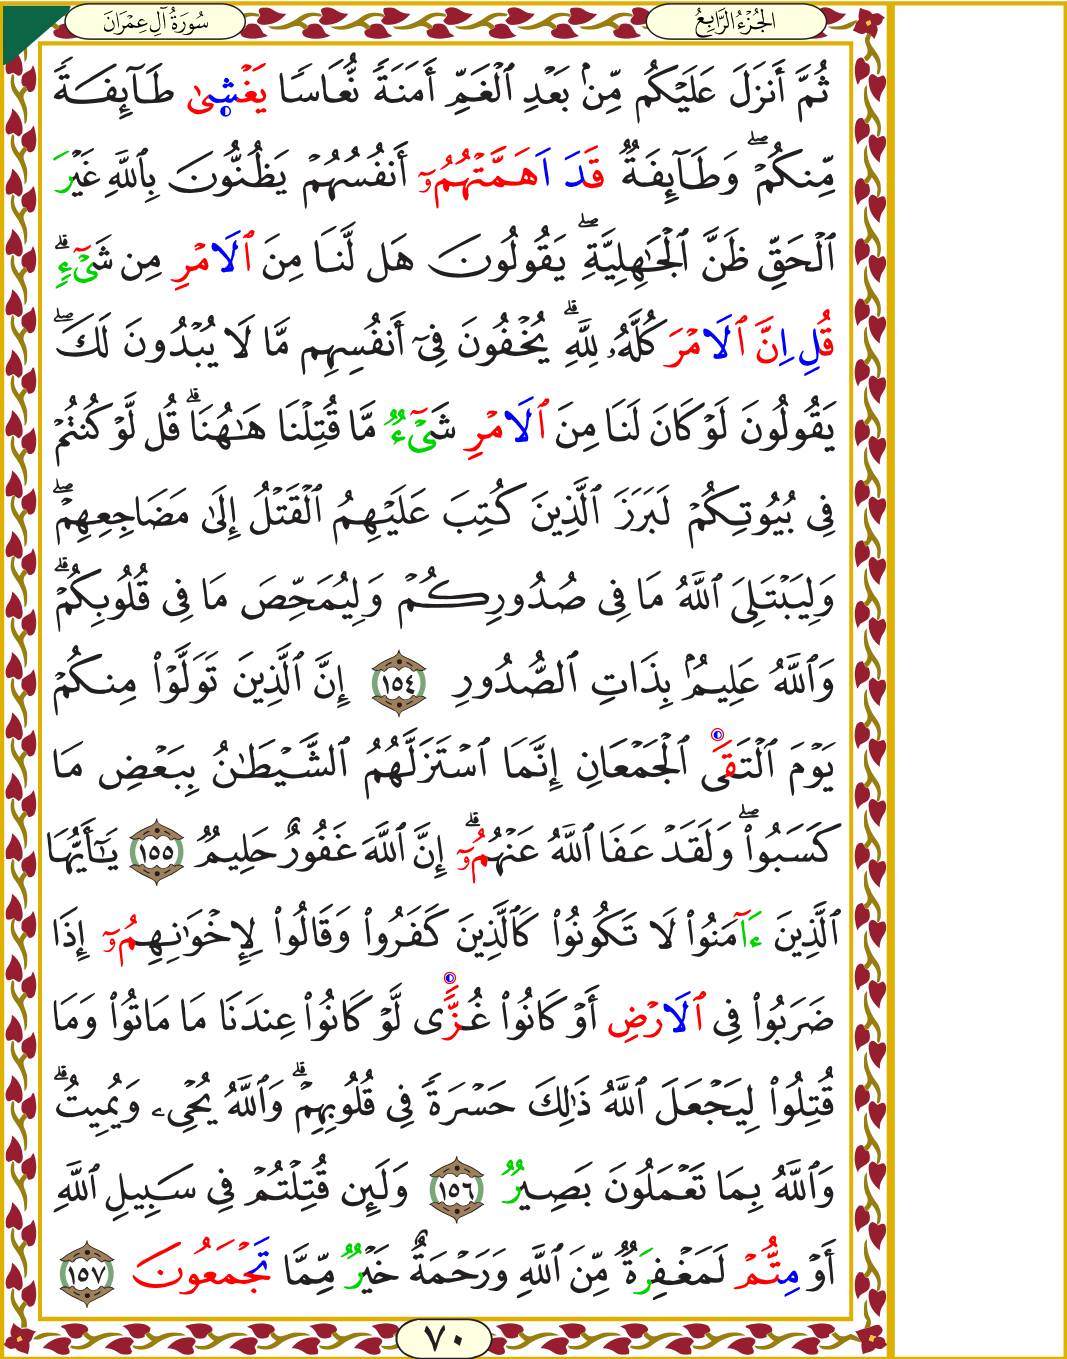 الجُزْءُ الرَّابِعُ
سُورَةُ آلِ عِمْرَانَ
ثُمَّ أَنزَلَ عَلَيْكُم مِّنۢ بَعْدِ ٱلْغَمِّ أَمَنَةً نُّعَاسًا يَغْشَىٰ طَآئِفَةً
مِّنكُمْۖ وَطَآئِفَةٌ قَدَ اَهَمَّتْهُمُۥٓ أَنفُسُهُمْ يَظُنُّونَ بِٱللَّهِ غَيْرَ
ٱلْحَقِّ ظَنَّ ٱلْجَٰهِلِيَّةِۖ يَقُولُونَ هَل لَّنَا مِنَ ٱلَامْرِ مِن شَيْءٍۗ
قُلِ اِنَّ ٱلَامْرَ كُلَّهُۥ لِلَّهِۗ يُخْفُونَ فِىٓ أَنفُسِهِم مَّا لَا يُبْدُونَ لَكَۖ
يَقُولُونَ لَوْ كَانَ لَنَا مِنَ ٱلَامْرِ شَيْءٌ مَّا قُتِلْنَا هَٰهُنَاۗ قُل لَّوْ كُنتُمْ
فِى بُيُوتِكُمْ لَبَرَزَ ٱلَّذِينَ كُتِبَ عَلَيْهِمُ ٱلْقَتْلُ إِلَىٰ مَضَاجِعِهِمْۖ
وَلِيَبْتَلِىَ ٱللَّهُ مَا فِى صُدُورِكُمْ وَلِيُمَحِّصَ مَا فِى قُلُوبِكُمْۗ
وَٱللَّهُ عَلِيمٌۢ بِذَاتِ ٱلصُّدُورِ ١٥٤ إِنَّ ٱلَّذِينَ تَوَلَّوْا۟ مِنكُمْ
يَوْمَ ٱلْتَقَى ٱلْجَمْعَانِ إِنَّمَا ٱسْتَزَلَّهُمُ ٱلشَّيْطَٰنُ بِبَعْضِ مَا
كَسَبُوا۟ۖ وَلَقَدْ عَفَا ٱللَّهُ عَنْهُمُۥٓۗ إِنَّ ٱللَّهَ غَفُورٌ حَلِيمٌ ١٥٥ يَٰٓأَيُّهَا
ٱلَّذِينَ ءَآمَنُوا۟ لَا تَكُونُوا۟ كَٱلَّذِينَ كَفَرُوا۟ وَقَالُوا۟ لِإِخْوَٰنِهِمُۥٓ إِذَا
ضَرَبُوا۟ فِى ٱلَارْضِ أَوْ كَانُوا۟ غُزًّى لَّوْ كَانُوا۟ عِندَنَا مَا مَاتُوا۟ وَمَا
قُتِلُوا۟ لِيَجْعَلَ ٱللَّهُ ذَٰلِكَ حَسْرَةً فِى قُلُوبِهِمْۗ وَٱللَّهُ يُحْىِۦ وَيُمِيتُۗ
وَٱللَّهُ بِمَا تَعْمَلُونَ بَصِيرٌ ١٥٦ وَلَئِن قُتِلْتُمْ فِى سَبِيلِ ٱللَّهِ
أَوْ مِتُّمْ لَمَغْفِرَةٌ مِّنَ ٱللَّهِ وَرَحْمَةٌ خَيْرٌ مِّمَّا تَجْمَعُونَ ١٥٧
٧٠